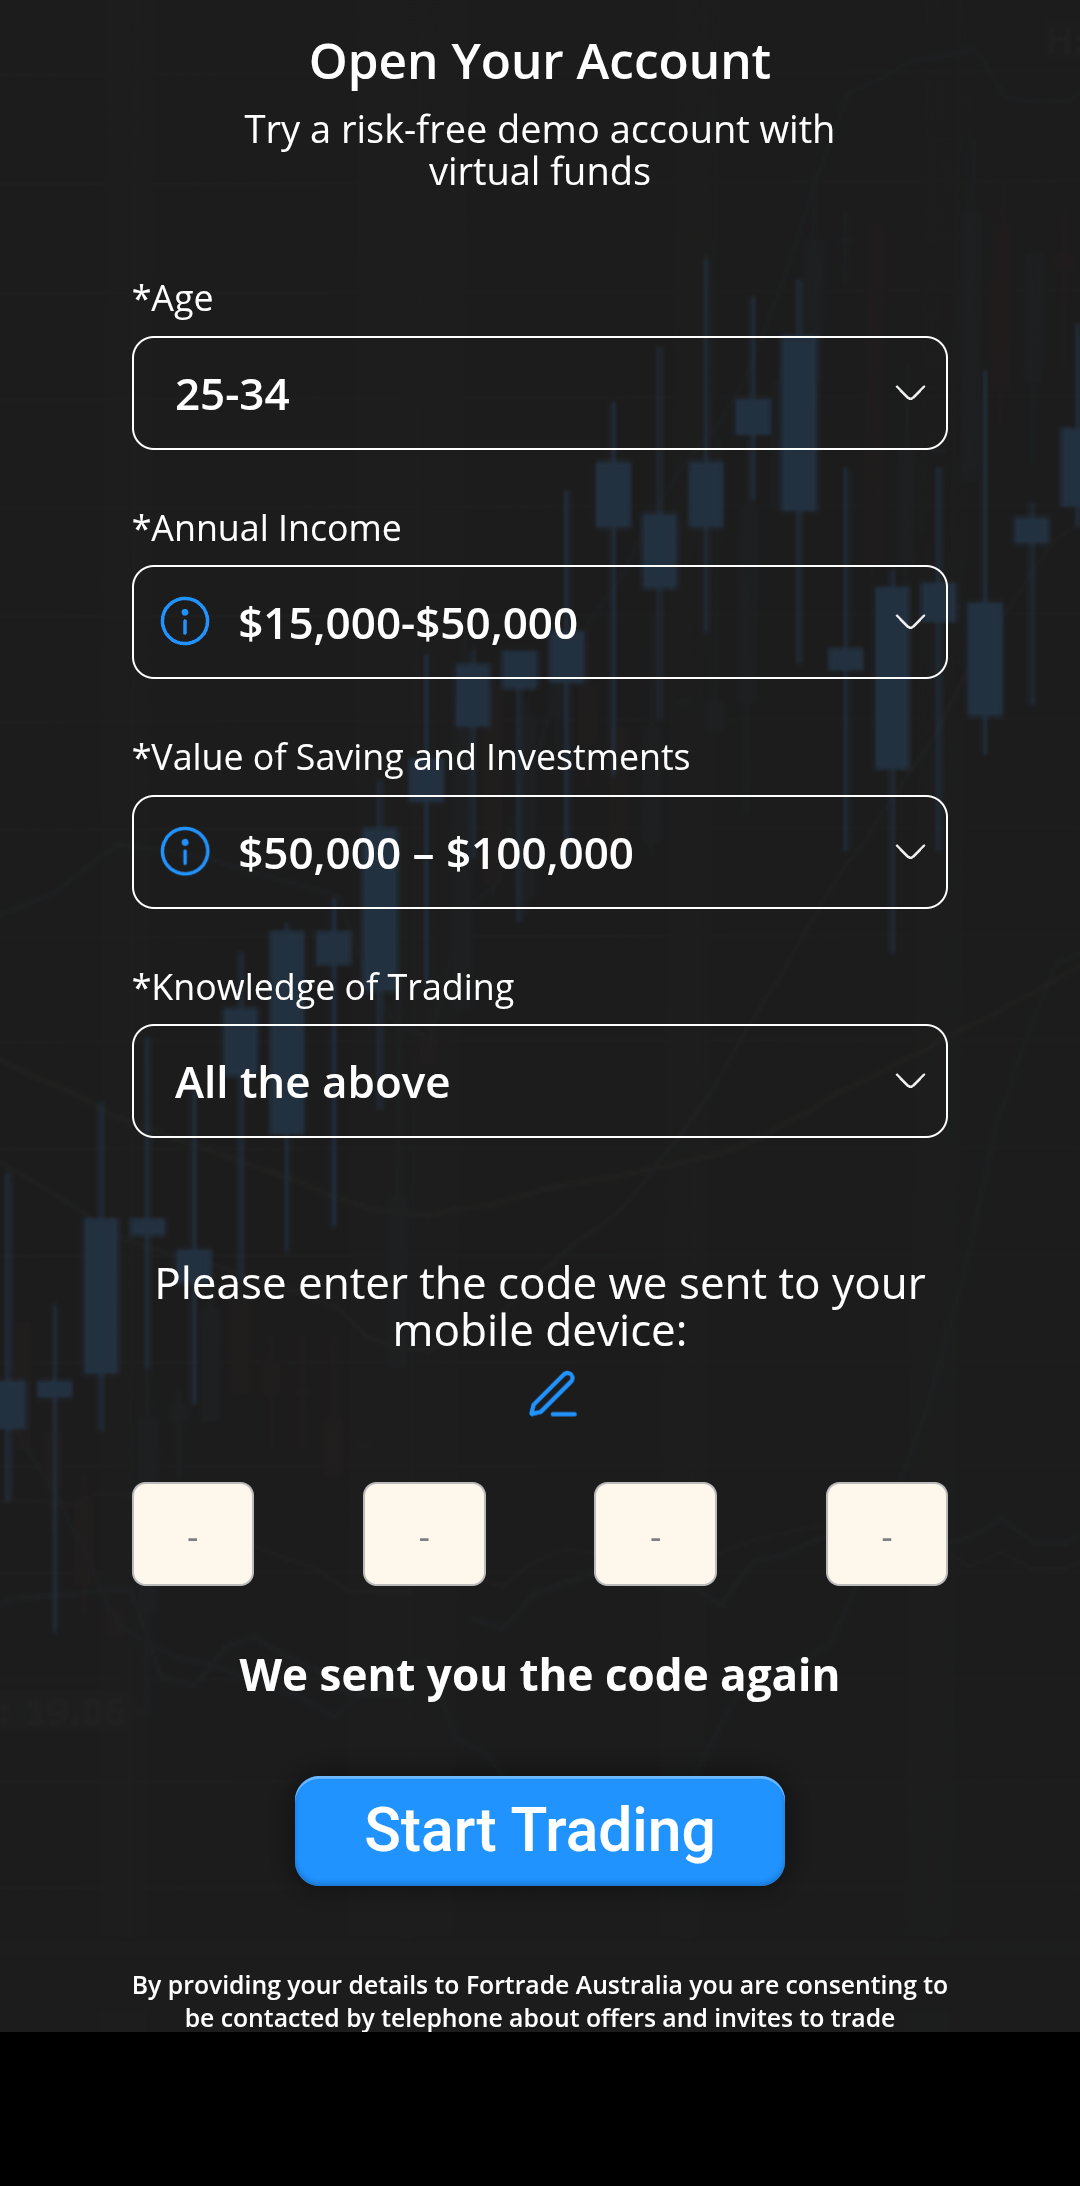 Open Your Account
Try a risk-free demo account with
virtual funds
*Age
25-34
*Annual Income
$15,000-$50,000
*Value of Saving and Investments
$50,000 – $100,000
*Knowledge of Trading
All the above
Please enter the code we sent to your
mobile device:
- - - -
We sent you the code again
Start Trading
By providing your details to Fortrade Australia you are consenting to
be contacted by telephone about offers and invites to trade